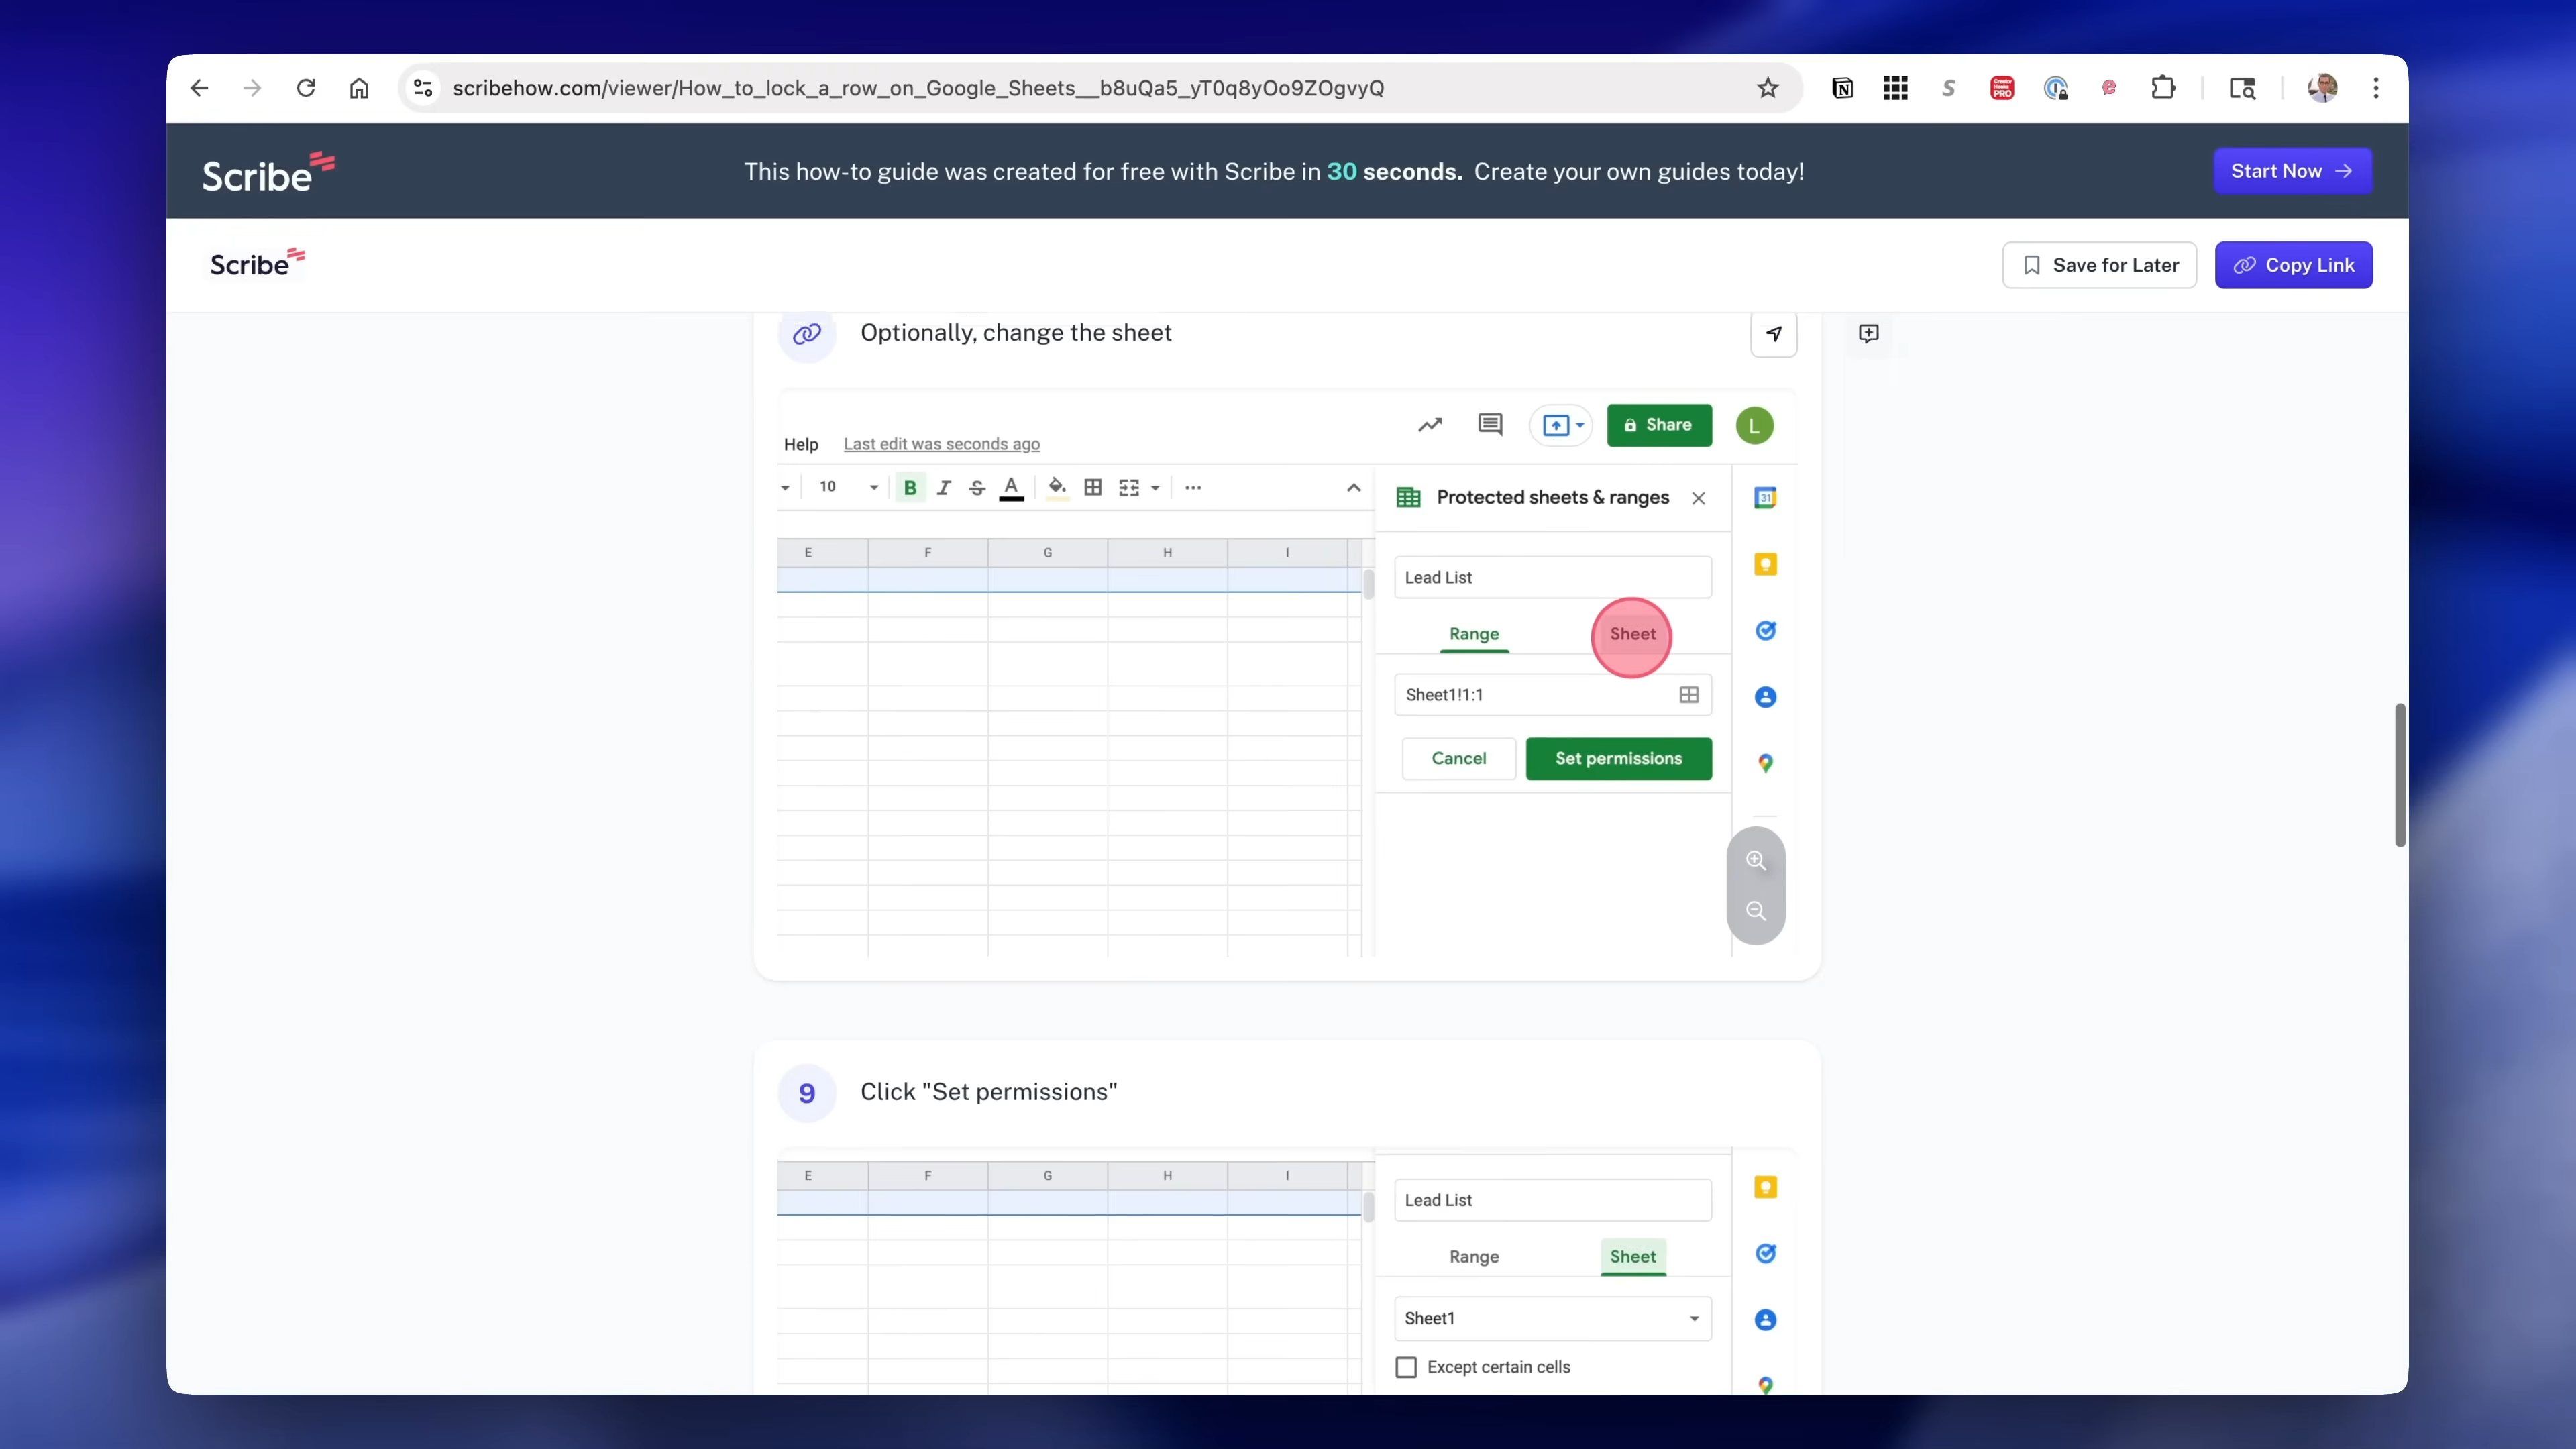 scribehow.com/viewer/How_to_lock_a_row_on_Google_Sheets__b8uQa5_yT0q8yOo9ZOgvyQ
Scribe
This how-to guide was created for free with Scribe in 30 seconds. Create your own guides today!
Start Now
Scribe
Save for Later
Copy Link
Optionally, change the sheet
Share
L
Help
Last edit was seconds ago
10
B
I
S
A
Protected sheets & ranges
31
E F G H I
Lead List
Range
Sheet
Sheet1!1:1
Cancel
Set permissions
9
Click "Set permissions"
E F G H I
Lead List
Range
Sheet
Sheet1
Except certain cells